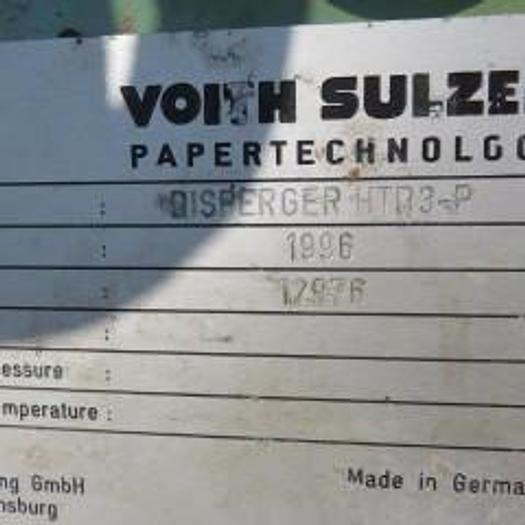 VOITH SULZE
PAPERTECHNOLGO
: DISPERGER HTD3-P
: 1996
: 12976
:
essure :
mperature :
ng GmbH
nsburg
Made in Germa